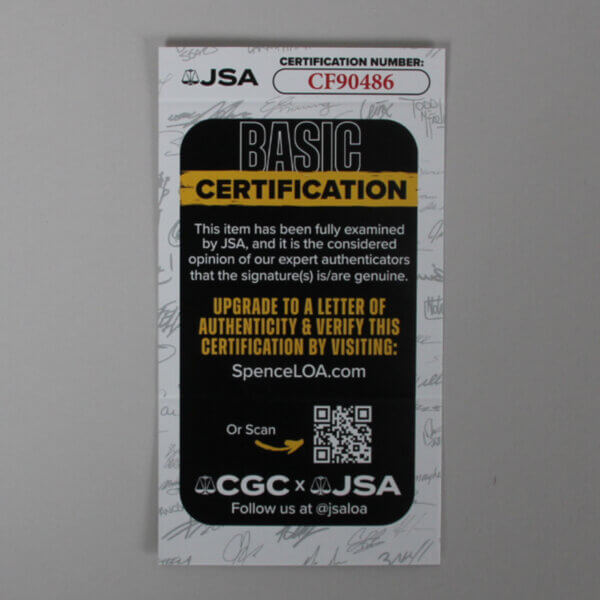 JSA
CERTIFICATION NUMBER:
CF90486
BASIC
CERTIFICATION
This item has been fully examined
by JSA, and it is the considered
opinion of our expert authenticators
that the signature(s) is/are genuine.
UPGRADE TO A LETTER OF
AUTHENTICITY & VERIFY THIS
CERTIFICATION BY VISITING:
SpenceLOA.com
Or Scan
CGC x JSA
Follow us at @jsaloa